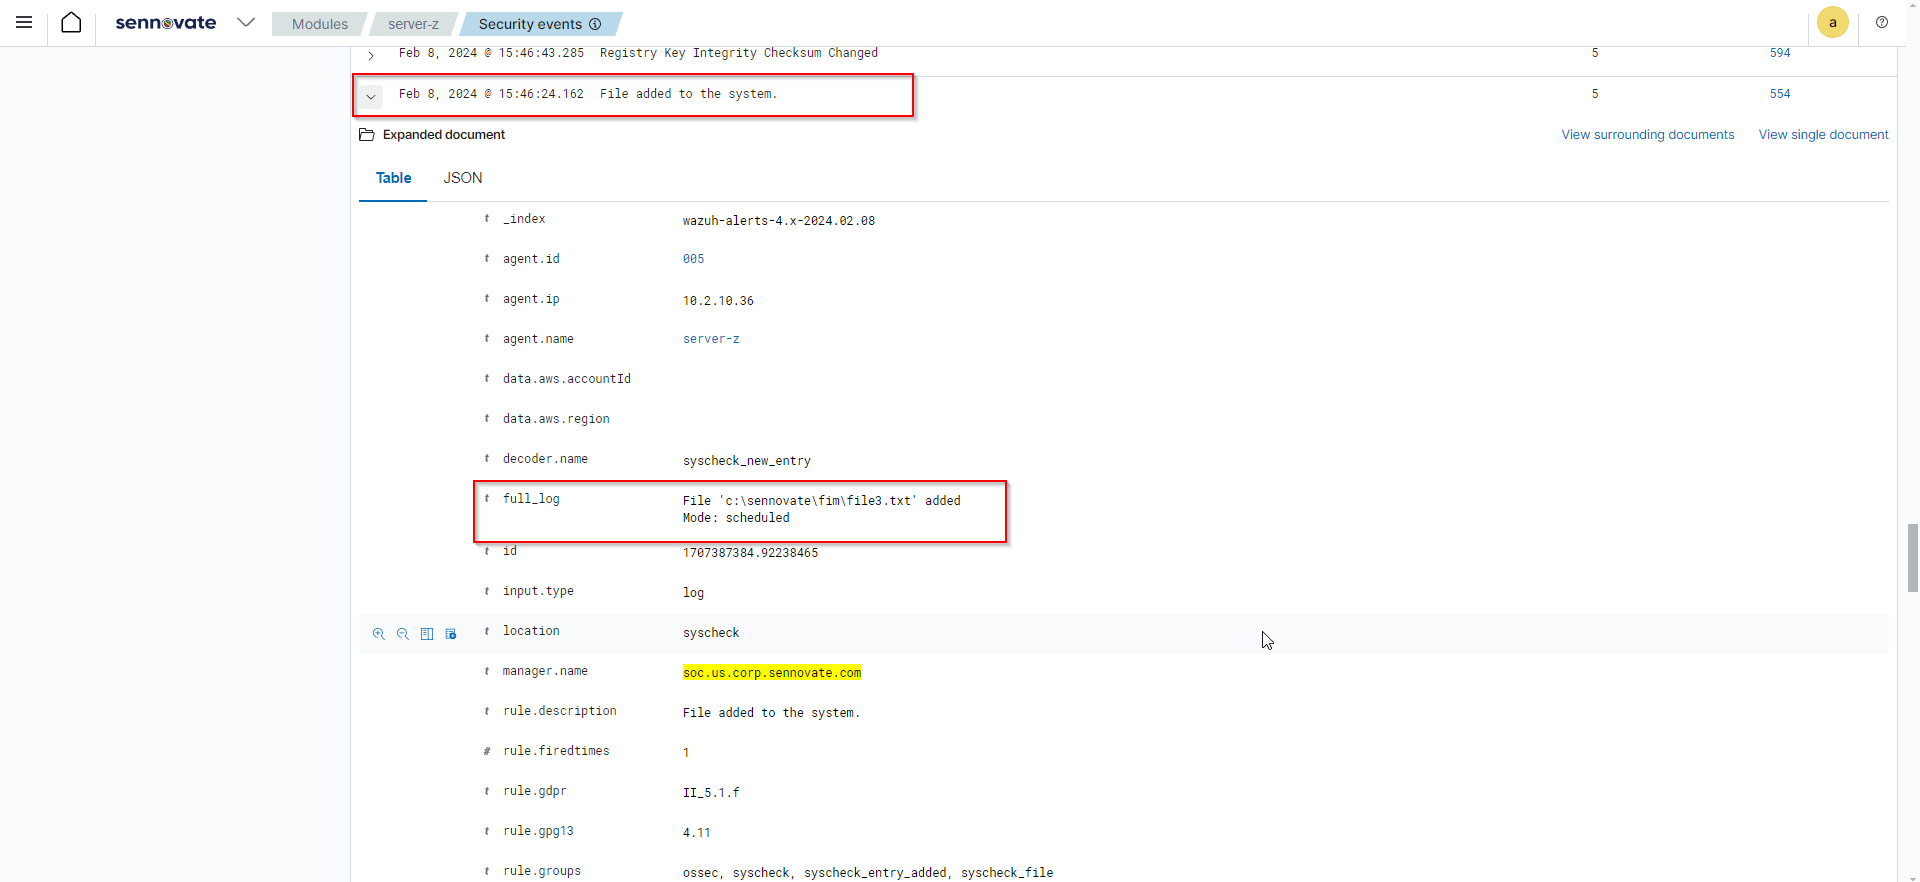 sennovate Modules server-z Security events a
Feb 8, 2024 @ 15:46:43.285 Registry Key Integrity Checksum Changed 5 594
Feb 8, 2024 @ 15:46:24.162 File added to the system. 5 554
Expanded document View surrounding documents View single document
Table JSON
t _index wazuh-alerts-4.x-2024.02.08
t agent.id 005
t agent.ip 10.2.10.36
t agent.name server-z
t data.aws.accountId
t data.aws.region
t decoder.name syscheck_new_entry
t full_log File 'c:\sennovate\fim\file3.txt' added
Mode: scheduled
t id 1707387384.92238465
t input.type log
t location syscheck
t manager.name soc.us.corp.sennovate.com
t rule.description File added to the system.
# rule.firedtimes 1
t rule.gdpr II_5.1.f
t rule.gpg13 4.11
t rule.groups ossec, syscheck, syscheck_entry_added, syscheck_file